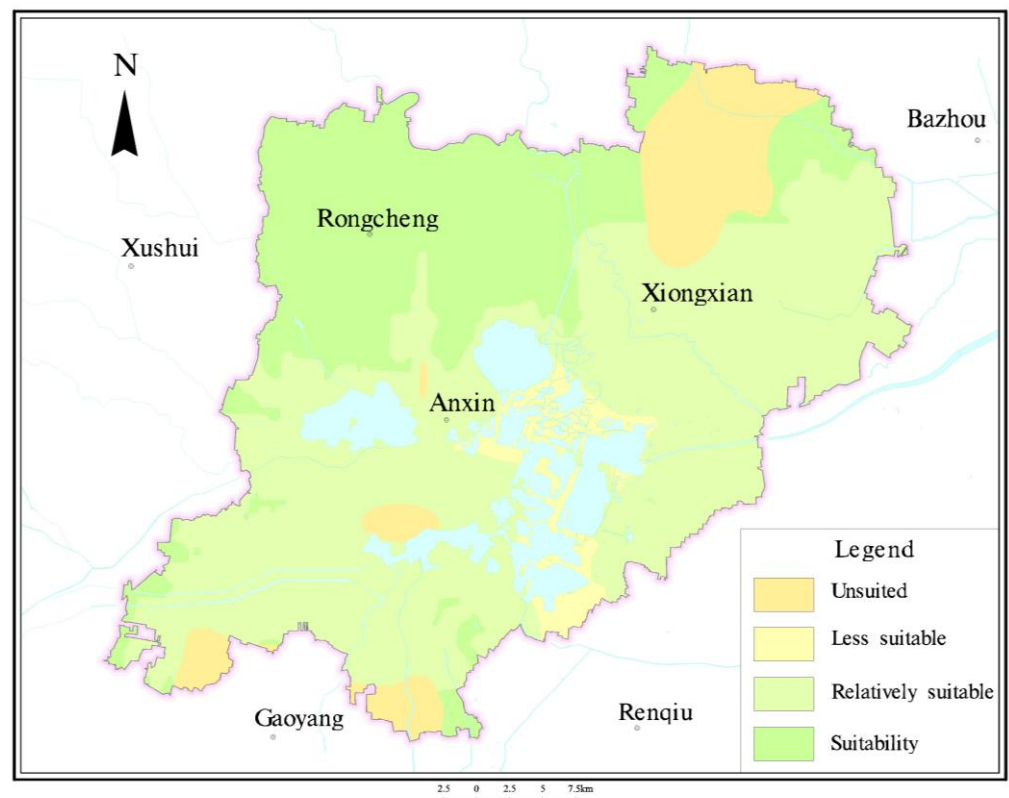 N
Bazhou
Rongcheng
Xushui
Xiongxian
Anxin
Legend
Unsuited
Less suitable
Relatively suitable
Suitability
Gaoyang
Renqiu
2.5 0 2.5 5 7.5km